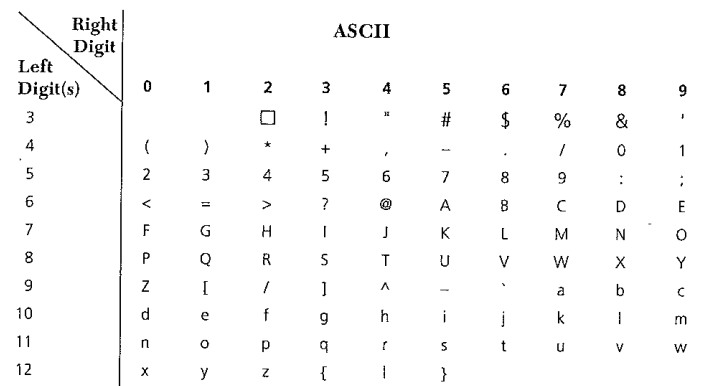 Right
Digit
ASCII
Left
Digit(s)
0 1 2 3 4 5 6 7 8 9
3 □ ! " # $ % & '
4 ( ) * + , – . / 0 1
5 2 3 4 5 6 7 8 9 : ;
6 < = > ? @ A B C D E
7 F G H I J K L M N O
8 P Q R S T U V W X Y
9 Z [ / ] ^ – ` a b c
10 d e f g h i j k l m
11 n o p q r s t u v w
12 x y z { | }